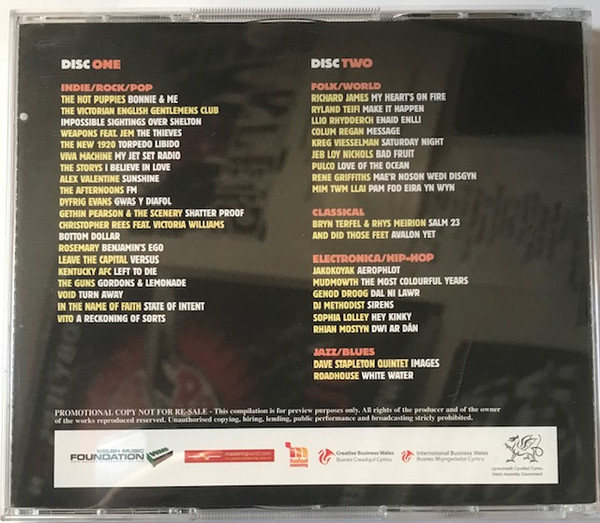 DISC ONE
INDIE/ROCK/POP
THE HOT PUPPIES BONNIE & ME
THE VICTORIAN ENGLISH GENTLEMENS CLUB
IMPOSSIBLE SIGHTINGS OVER SHELTON
WEAPONS FEAT. JEM THE THIEVES
THE NEW 1920 TORPEDO LIBIDO
VIVA MACHINE MY JET SET RADIO
THE STORYS I BELIEVE IN LOVE
ALEX VALENTINE SUNSHINE
THE AFTERNOONS FM
DYFRIG EVANS GWAS Y DIAFOL
GETHIN PEARSON & THE SCENERY SHATTER PROOF
CHRISTOPHER REES FEAT. VICTORIA WILLIAMS
BOTTOM DOLLAR
ROSEMARY BENJAMIN'S EGO
LEAVE THE CAPITAL VERSUS
KENTUCKY AFC LEFT TO DIE
THE GUNS GORDONS & LEMONADE
VOID TURN AWAY
IN THE NAME OF FAITH STATE OF INTENT
VITO A RECKONING OF SORTS
DISC TWO
FOLK/WORLD
RICHARD JAMES MY HEART'S ON FIRE
RYLAND TEIFI MAKE IT HAPPEN
LLIO RHYDDERCH ENAID ENLLI
COLUM REGAN MESSAGE
KREG VIESSELMAN SATURDAY NIGHT
JEB LOY NICHOLS BAD FRUIT
PULCO LOVE OF THE OCEAN
RENE GRIFFITHS MAE'R NOSON WEDI DISGYN
MIM TWM LLAI PAM FOD EIRA YN WYN
CLASSICAL
BRYN TERFEL & RHYS MEIRION SALM 23
AND DID THOSE FEET AVALON YET
ELECTRONICA/HIP-HOP
JAKOKOYAK AEROPHLOT
MUDMOWTH THE MOST COLOURFUL YEARS
GENOD DROOG DAL NI LAWR
DJ METHODIST SIRENS
SOPHIA LOLLEY HEY KINKY
RHIAN MOSTYN DWI AR DÂN
JAZZ/BLUES
DAVE STAPLETON QUINTET IMAGES
ROADHOUSE WHITE WATER
PROMOTIONAL COPY NOT FOR RE-SALE - This compilation is for preview purposes only. All rights of the producer and of the owner
of the works reproduced reserved. Unauthorised copying, hiring, lending, public performance and broadcasting strictly prohibited.
WELSH MUSIC
FOUNDATION
masteringworld.com
Creative Business Wales
Busnes Creadigol Cymru
International Business Wales
Busnes Rhyngwladol Cymru
Llywodraeth Cynulliad Cymru
Welsh Assembly Government